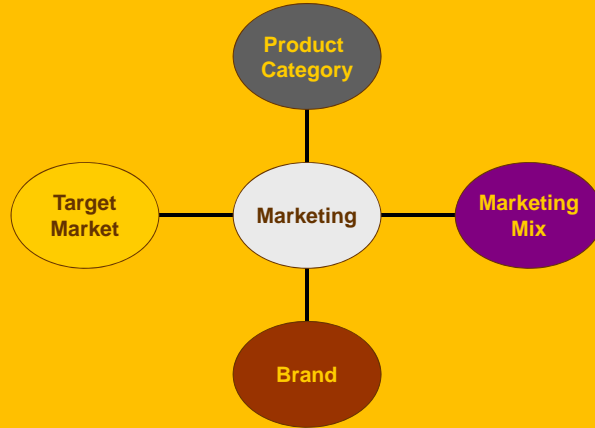 Product
Category
Target
Market
Marketing
Marketing
Mix
Brand